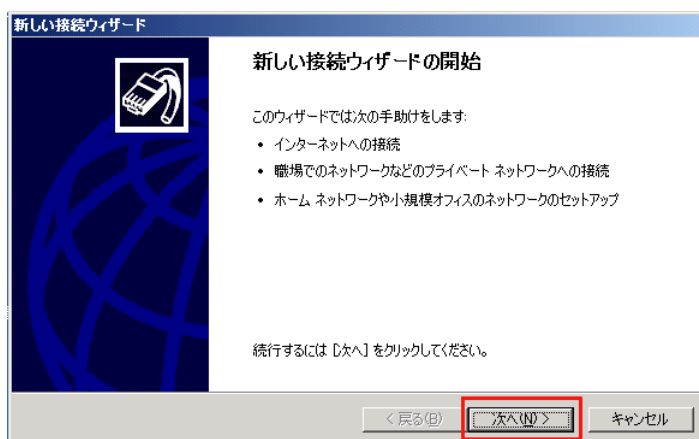 新しい接続ウィザード
新しい接続ウィザードの開始
このウィザードでは次の手助けをします:
• インターネットへの接続
• 職場でのネットワークなどのプライベート ネットワークへの接続
• ホーム ネットワークや小規模オフィスのネットワークのセットアップ
続行するには [次へ] をクリックしてください。
< 戻る(B)
次へ(N) >
キャンセル